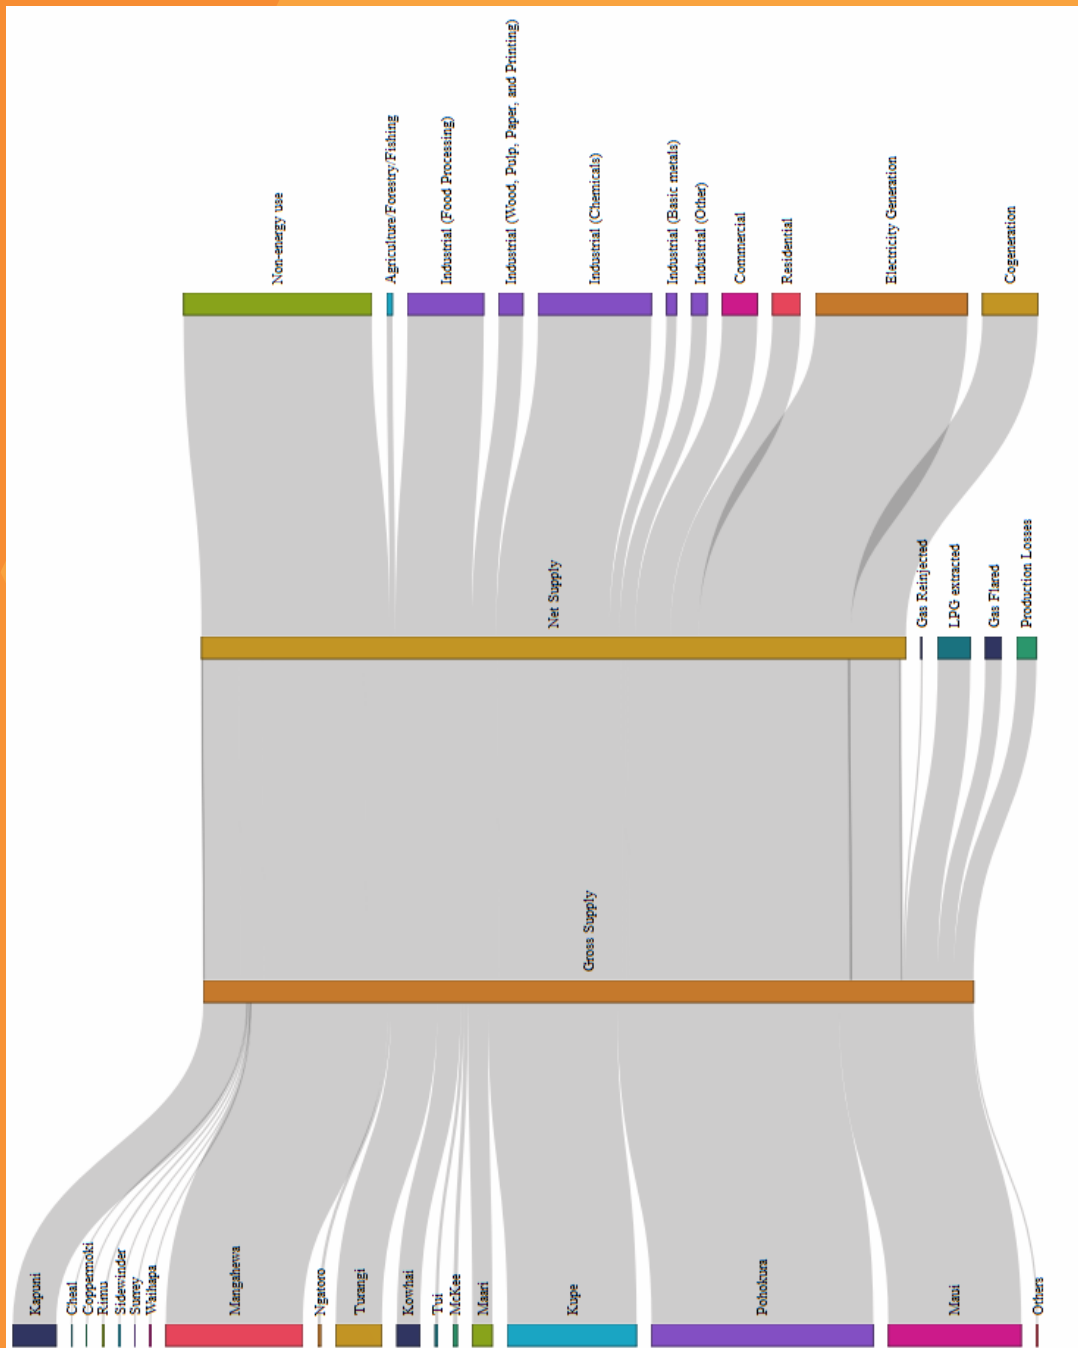 Kapuni
Cheal
Coppermoki
Rimu
Sidewinder
Surrey
Waihapa
Mangahewa
Ngatoro
Turangi
Kowhai
Tui
McKee
Maari
Kupe
Pohokura
Maui
Others
Gross Supply
Net Supply
Gas Reinjected
LPG extracted
Gas Flared
Production Losses
Non-energy use
Agriculture/Forestry/Fishing
Industrial (Food Processing)
Industrial (Wood, Pulp, Paper, and Printing)
Industrial (Chemicals)
Industrial (Basic metals)
Industrial (Other)
Commercial
Residential
Electricity Generation
Cogeneration